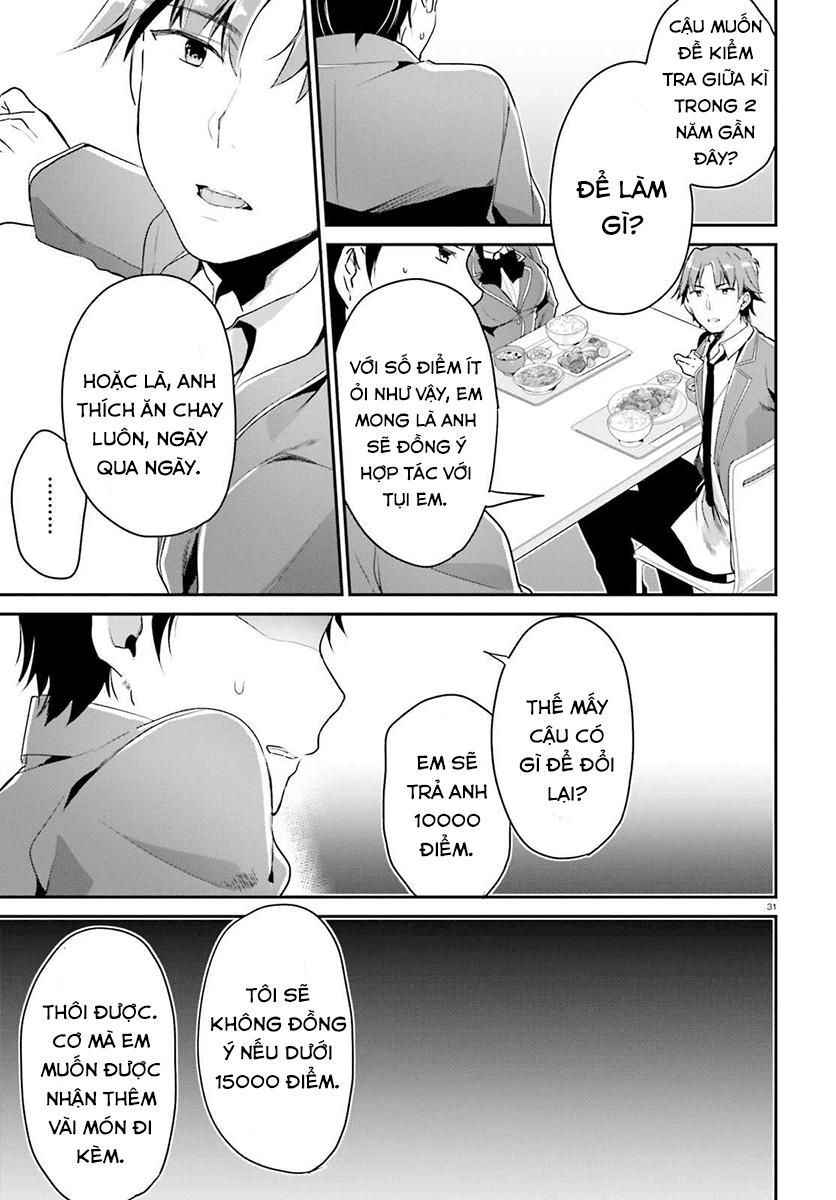 CẬU MUỐN
ĐỀ KIỂM
TRA GIỮA KÌ
TRONG 2
NĂM GẦN
ĐÂY?
ĐỂ LÀM
GÌ?
VỚI SỐ ĐIỂM ÍT
ỎI NHƯ VẬY, EM
MONG LÀ ANH
SẼ ĐỒNG Ý
HỢP TÁC VỚI
TỤI EM.
HOẶC LÀ, ANH
THÍCH ĂN CHAY
LUÔN, NGÀY
QUA NGÀY.
.........
THẾ MẤY
CẬU CÓ
GÌ ĐỂ ĐỔI
LẠI?
EM SẼ
TRẢ ANH
10000
ĐIỂM.
31
TÔI SẼ
KHÔNG ĐỒNG
Ý NẾU DƯỚI
15000 ĐIỂM.
THÔI ĐƯỢC.
CƠ MÀ EM
MUỐN ĐƯỢC
NHẬN THÊM
VÀI MÓN ĐI
KÈM.